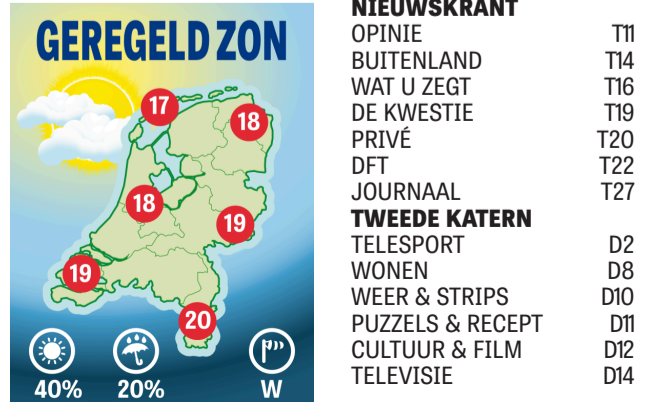 GEREGELD ZON
17
18
18
19
19
20
40% 20% W
NIEUWSKRANT
OPINIE T11
BUITENLAND T14
WAT U ZEGT T16
DE KWESTIE T19
PRIVÉ T20
DFT T22
JOURNAAL T27
TWEEDE KATERN
TELESPORT D2
WONEN D8
WEER & STRIPS D10
PUZZELS & RECEPT D11
CULTUUR & FILM D12
TELEVISIE D14